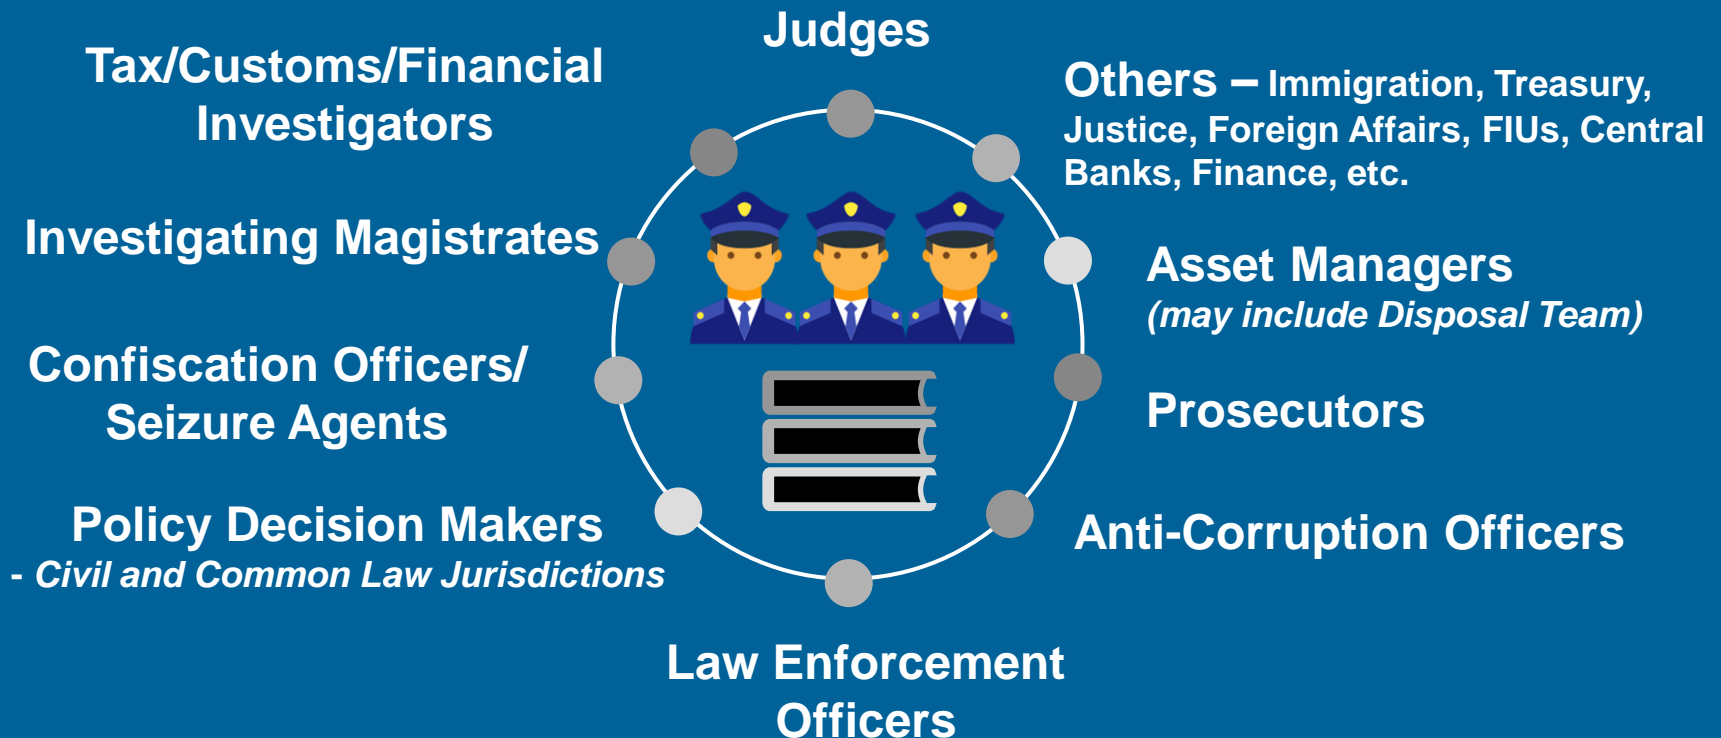 Judges
Others – Immigration, Treasury,
Justice, Foreign Affairs, FIUs, Central
Banks, Finance, etc.
Asset Managers
(may include Disposal Team)
Prosecutors
Anti-Corruption Officers
Law Enforcement
Officers
Policy Decision Makers
- Civil and Common Law Jurisdictions
Confiscation Officers/
Seizure Agents
Investigating Magistrates
Tax/Customs/Financial
Investigators